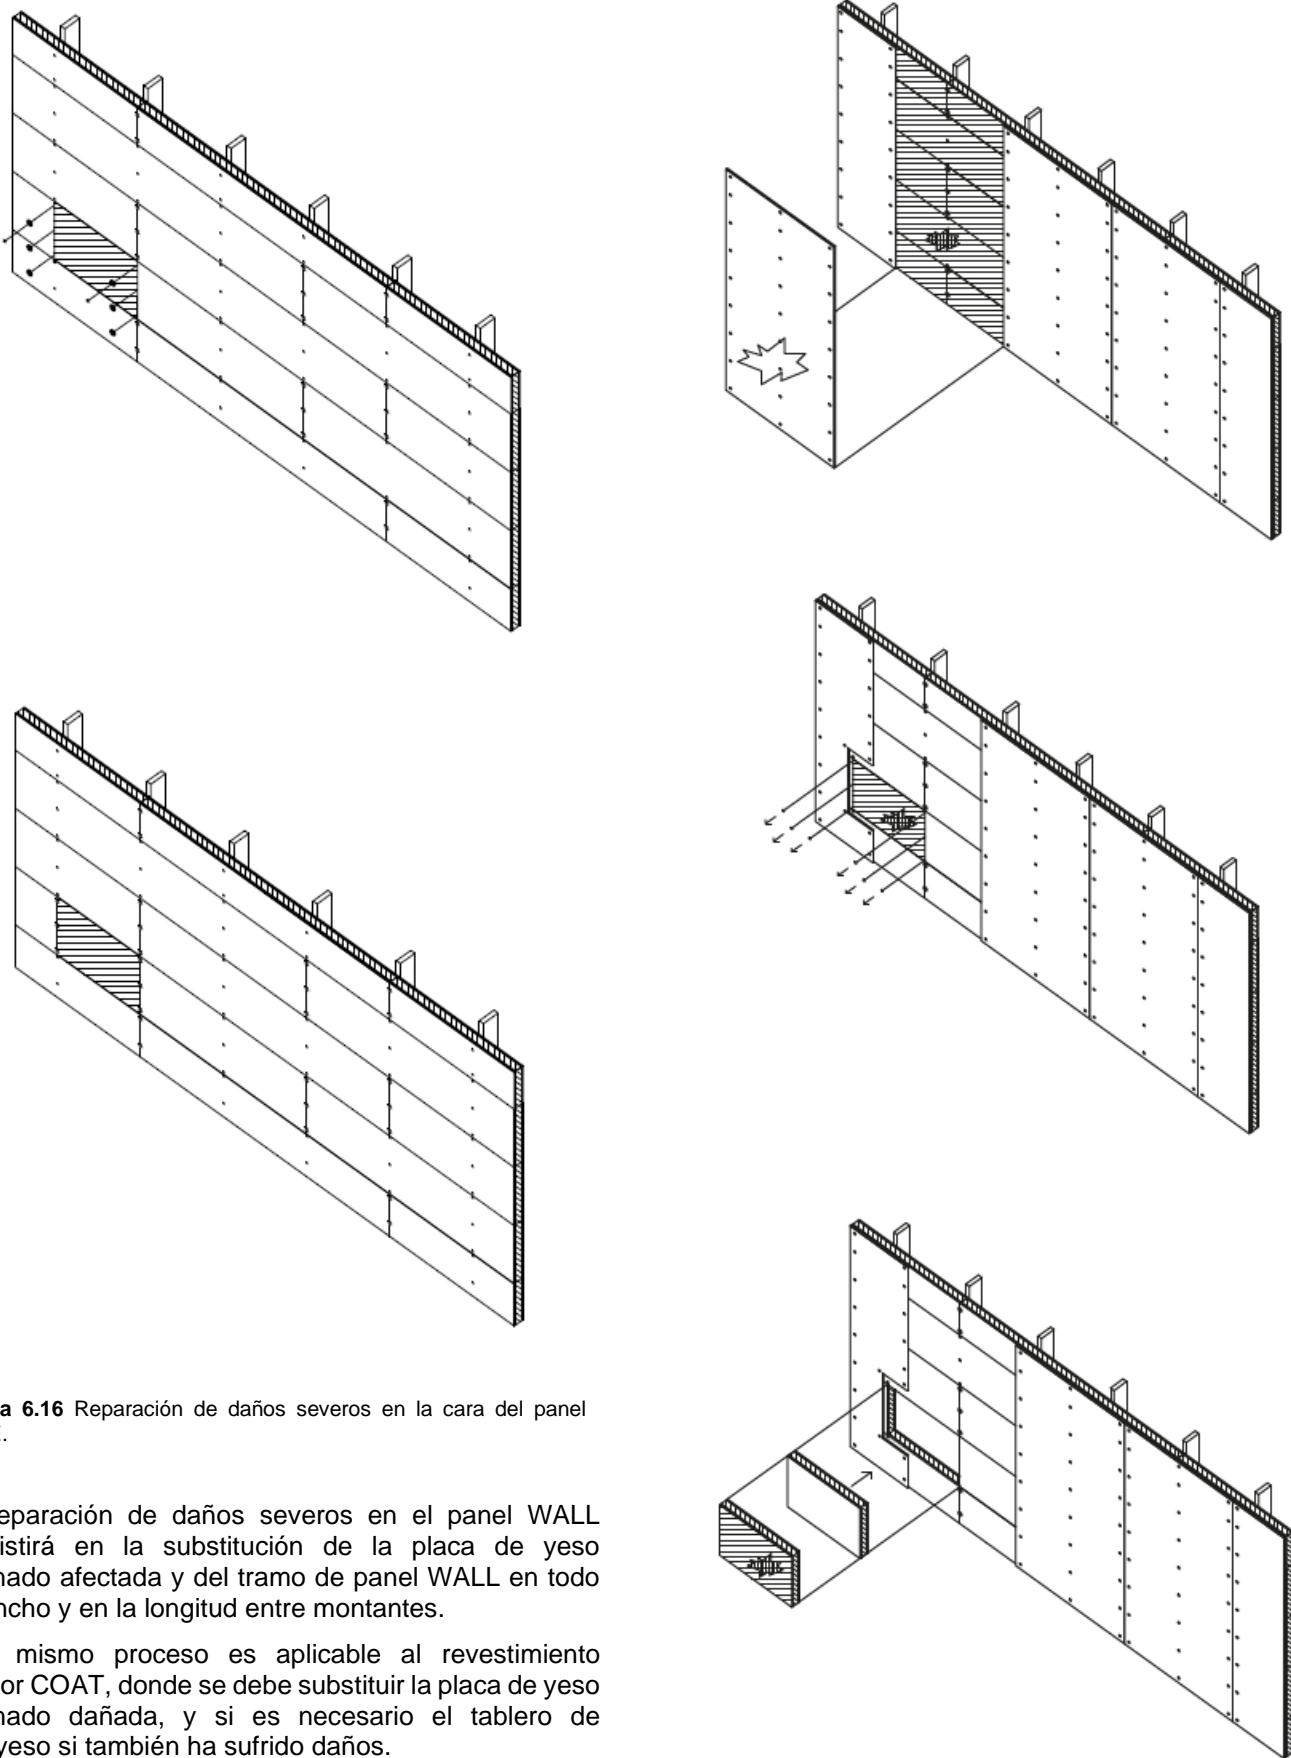 a 6.16 Reparación de daños severos en la cara del panel
eparación de daños severos en el panel WALL
istirá en la substitución de la placa de yeso
nado afectada y del tramo de panel WALL en todo
ncho y en la longitud entre montantes.
mismo proceso es aplicable al revestimiento
or COAT, donde se debe substituir la placa de yeso
nado dañada, y si es necesario el tablero de
yeso si también ha sufrido daños.